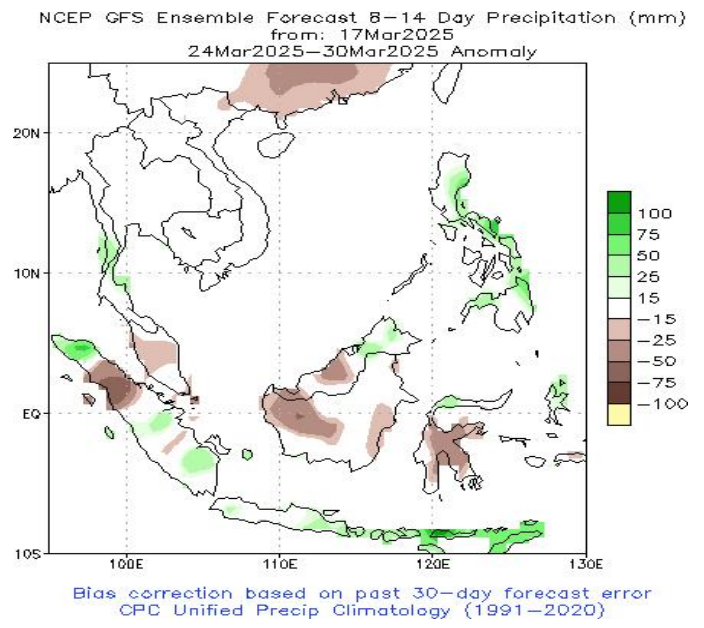 NCEP GFS Ensemble Forecast 8-14 Day Precipitation (mm)
from: 17Mar2025
24Mar2025-30Mar2025 Anomaly
20N
10N
EQ
10S
100E
110E
120E
130E
100
75
50
25
15
-15
-25
-50
-75
-100
Bias correction based on past 30-day forecast error
CPC Unified Precip Climatology (1991-2020)